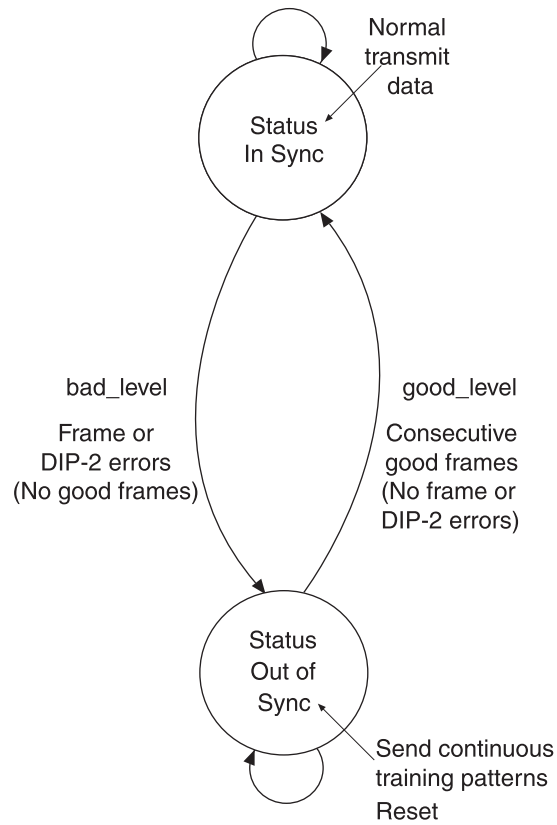 Normal
transmit
data
Status
In Sync
bad_level
Frame or
DIP-2 errors
(No good frames)
good_level
Consecutive
good frames
(No frame or
DIP-2 errors)
Status
Out of
Sync
Send continuous
training patterns
Reset